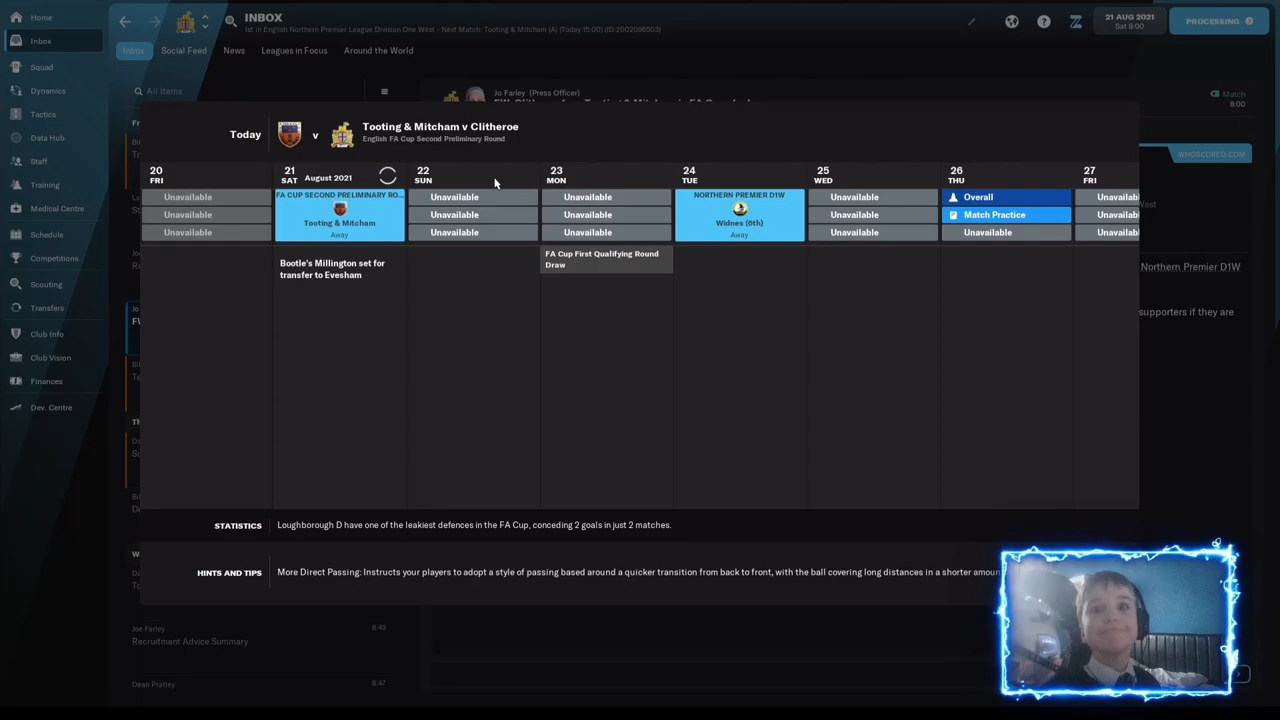 Home
Inbox
Squad
Dynamics
Tactics
Data Hub
Staff
Training
Medical Centre
Schedule
Competitions
Scouting
Transfers
Club Info
Club Vision
Finances
Dev. Centre
INBOX
1st in English Northern Premier League Division One West - Next Match: Tooting & Mitcham (A) (Today 15:00) (ID:2002096503)
21 AUG 2021
Sat 8:00
PROCESSING
Inbox
Social Feed
News
Leagues in Focus
Around the World
All Items
Jo Farley (Press Officer)
Match
8:00
WHOSCORED.COM
Northern Premier D1W
supporters if they are
Today
v
Tooting & Mitcham v Clitheroe
English FA Cup Second Preliminary Round
20
FRI
21
SAT
August 2021
22
SUN
23
MON
24
TUE
25
WED
26
THU
27
FRI
Unavailable
Unavailable
Unavailable
FA CUP SECOND PRELIMINARY RO...
Tooting & Mitcham
Away
Unavailable
Unavailable
Unavailable
Unavailable
Unavailable
Unavailable
NORTHERN PREMIER D1W
Widnes (6th)
Away
Unavailable
Unavailable
Unavailable
Overall
Match Practice
Unavailable
Unavailab
Unavailab
Unavailab
Bootle's Millington set for
transfer to Evesham
FA Cup First Qualifying Round
Draw
STATISTICS
Loughborough D have one of the leakiest defences in the FA Cup, conceding 2 goals in just 2 matches.
HINTS AND TIPS
More Direct Passing: Instructs your players to adopt a style of passing based around a quicker transition from back to front, with the ball covering long distances in a shorter amoun
Joe Farley
8:49
Recruitment Advice Summary
Dean Pratley
8:47